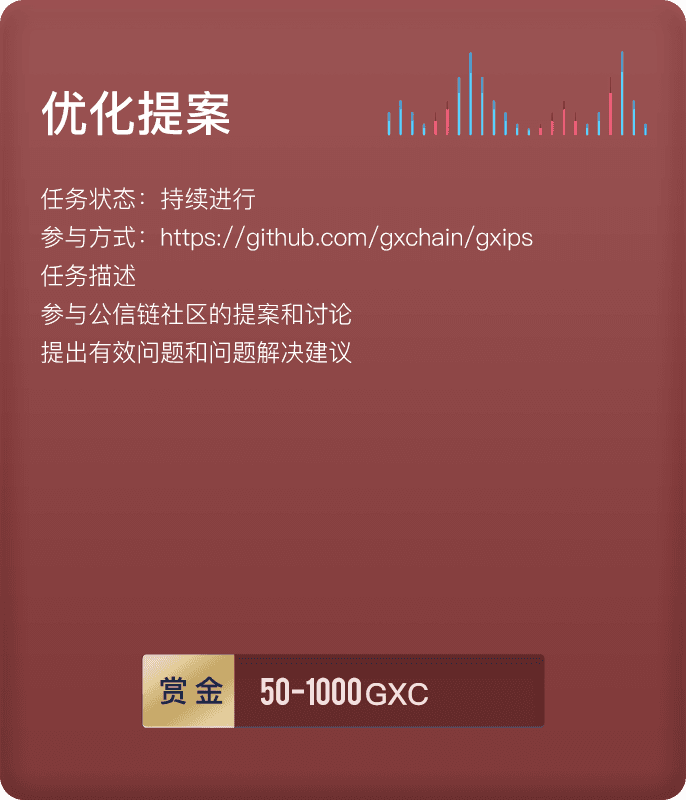 优化提案
任务状态：持续进行
参与方式：https://github.com/gxchain/gxips
任务描述
参与公信链社区的提案和讨论
提出有效问题和问题解决建议
赏金 50-1000GXC